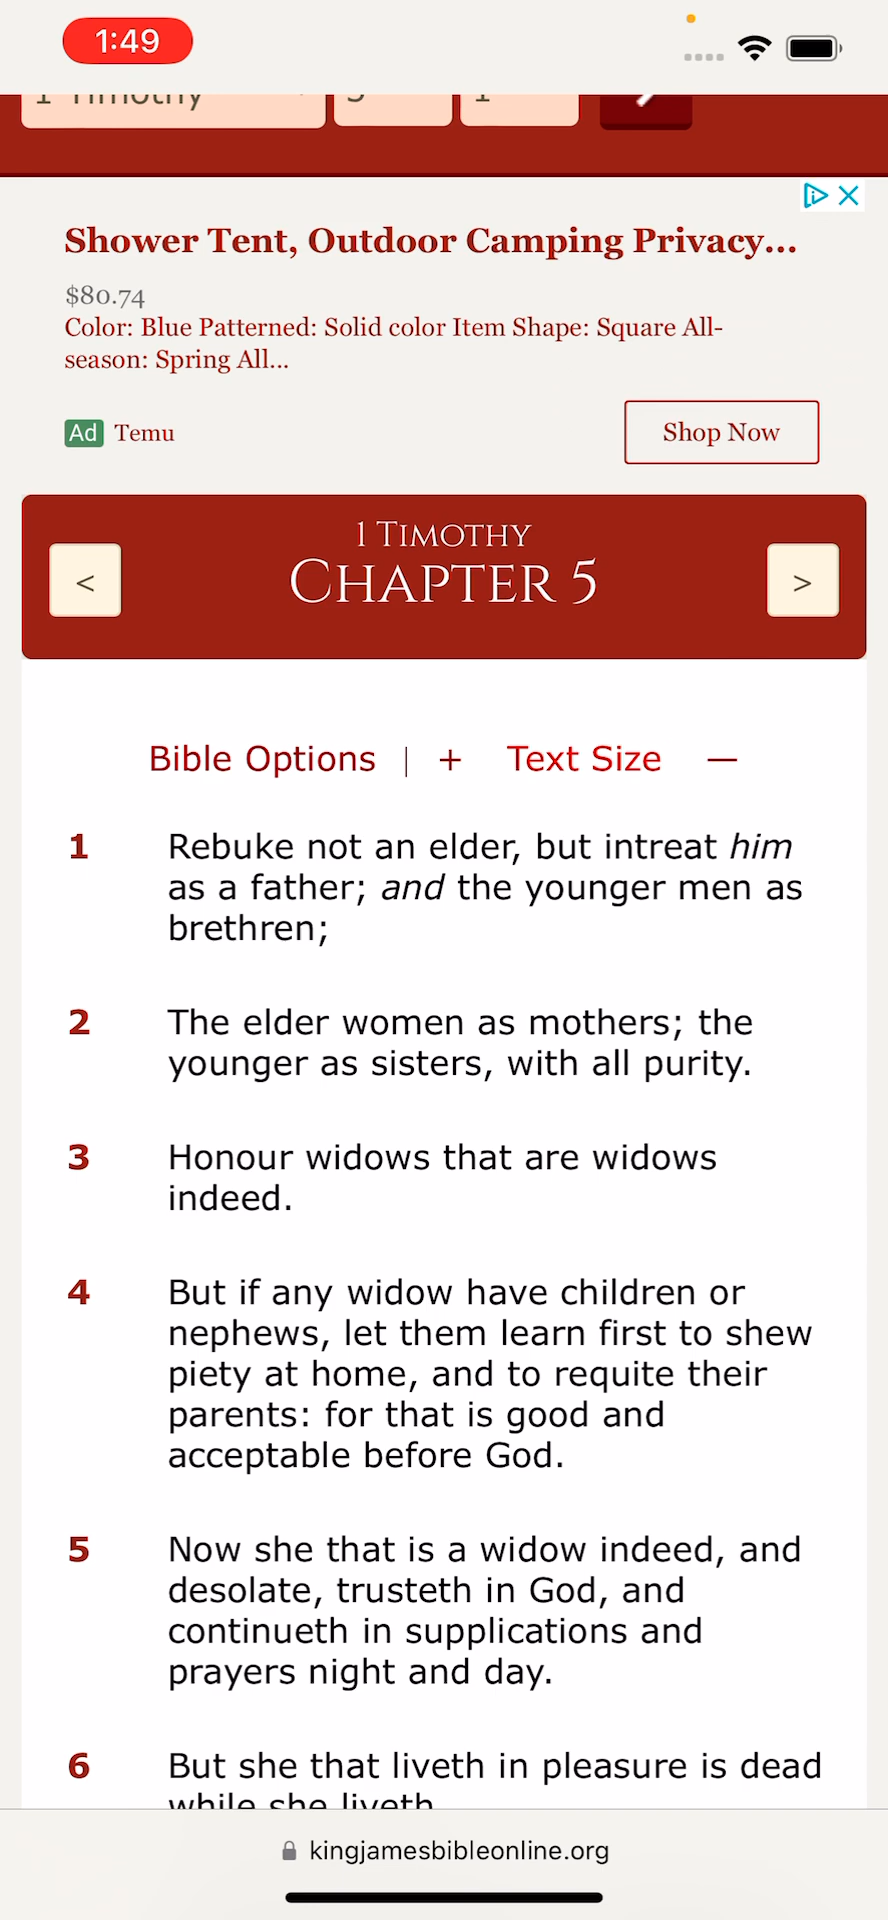 1:49
1 Timothy
Shower Tent, Outdoor Camping Privacy...
$80.74
Color: Blue Patterned: Solid color Item Shape: Square All-
season: Spring All...
Ad Temu
Shop Now
1 Timothy
< Chapter 5 >
Bible Options | + Text Size —
1 Rebuke not an elder, but intreat him
as a father; and the younger men as
brethren;
2 The elder women as mothers; the
younger as sisters, with all purity.
3 Honour widows that are widows
indeed.
4 But if any widow have children or
nephews, let them learn first to shew
piety at home, and to requite their
parents: for that is good and
acceptable before God.
5 Now she that is a widow indeed, and
desolate, trusteth in God, and
continueth in supplications and
prayers night and day.
6 But she that liveth in pleasure is dead
while she liveth
kingjamesbibleonline.org